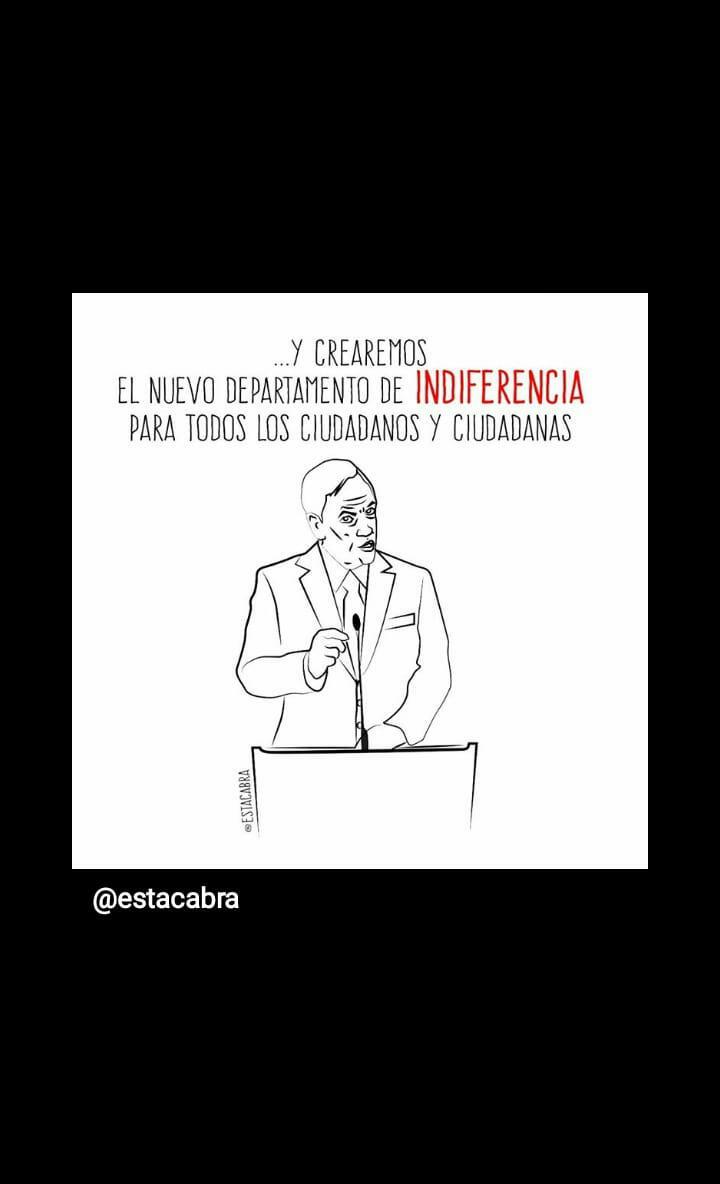 ...Y CREAREMOS
EL NUEVO DEPARTAMENTO DE INDIFERENCIA
PARA TODOS LOS CIUDADANOS Y CIUDADANAS
@ESTACABRA
@estacabra